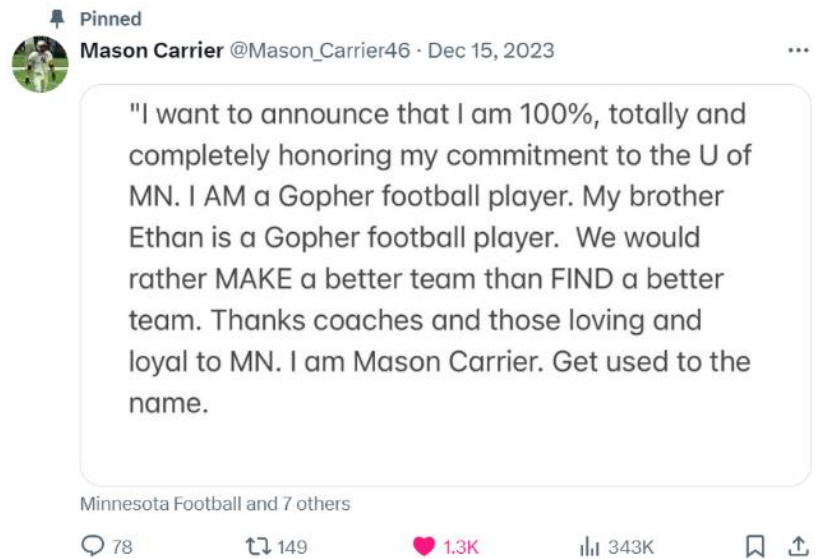 Pinned
Mason Carrier @Mason_Carrier46 · Dec 15, 2023
"I want to announce that I am 100%, totally and
completely honoring my commitment to the U of
MN. I AM a Gopher football player. My brother
Ethan is a Gopher football player.  We would
rather MAKE a better team than FIND a better
team. Thanks coaches and those loving and
loyal to MN. I am Mason Carrier. Get used to the
name.
Minnesota Football and 7 others
78 149 1.3K 343K